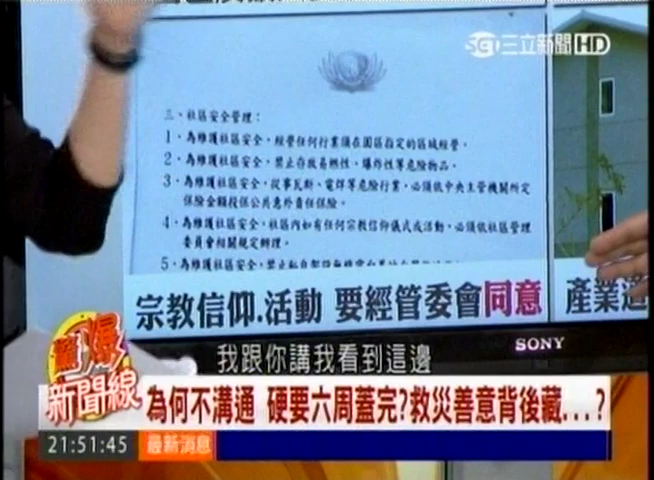 SET三立新聞HD
三、社區安全管理：
1、為維護社區安全，經營任何行業須在園區指定的區域經營。
2、為維護社區安全，禁止存放易燃性、爆炸性等危險物品。
3、為維護社區安全，從事瓦斯、電焊等危險行業，必須依中央主管機關所定
保險金額投保公共意外責任保險。
4、為維護社區安全，社區內如有任何宗教信仰儀式或活動，必須依社區管理
委員會相關規定辦理。
5、為維護社區安全，禁止私自
宗教信仰.活動 要經管委會同意
產業道
SONY
我跟你講我看到這邊
驚爆
新聞線
為何不溝通 硬要六周蓋完?救災善意背後藏...?
21:51:45
最新消息